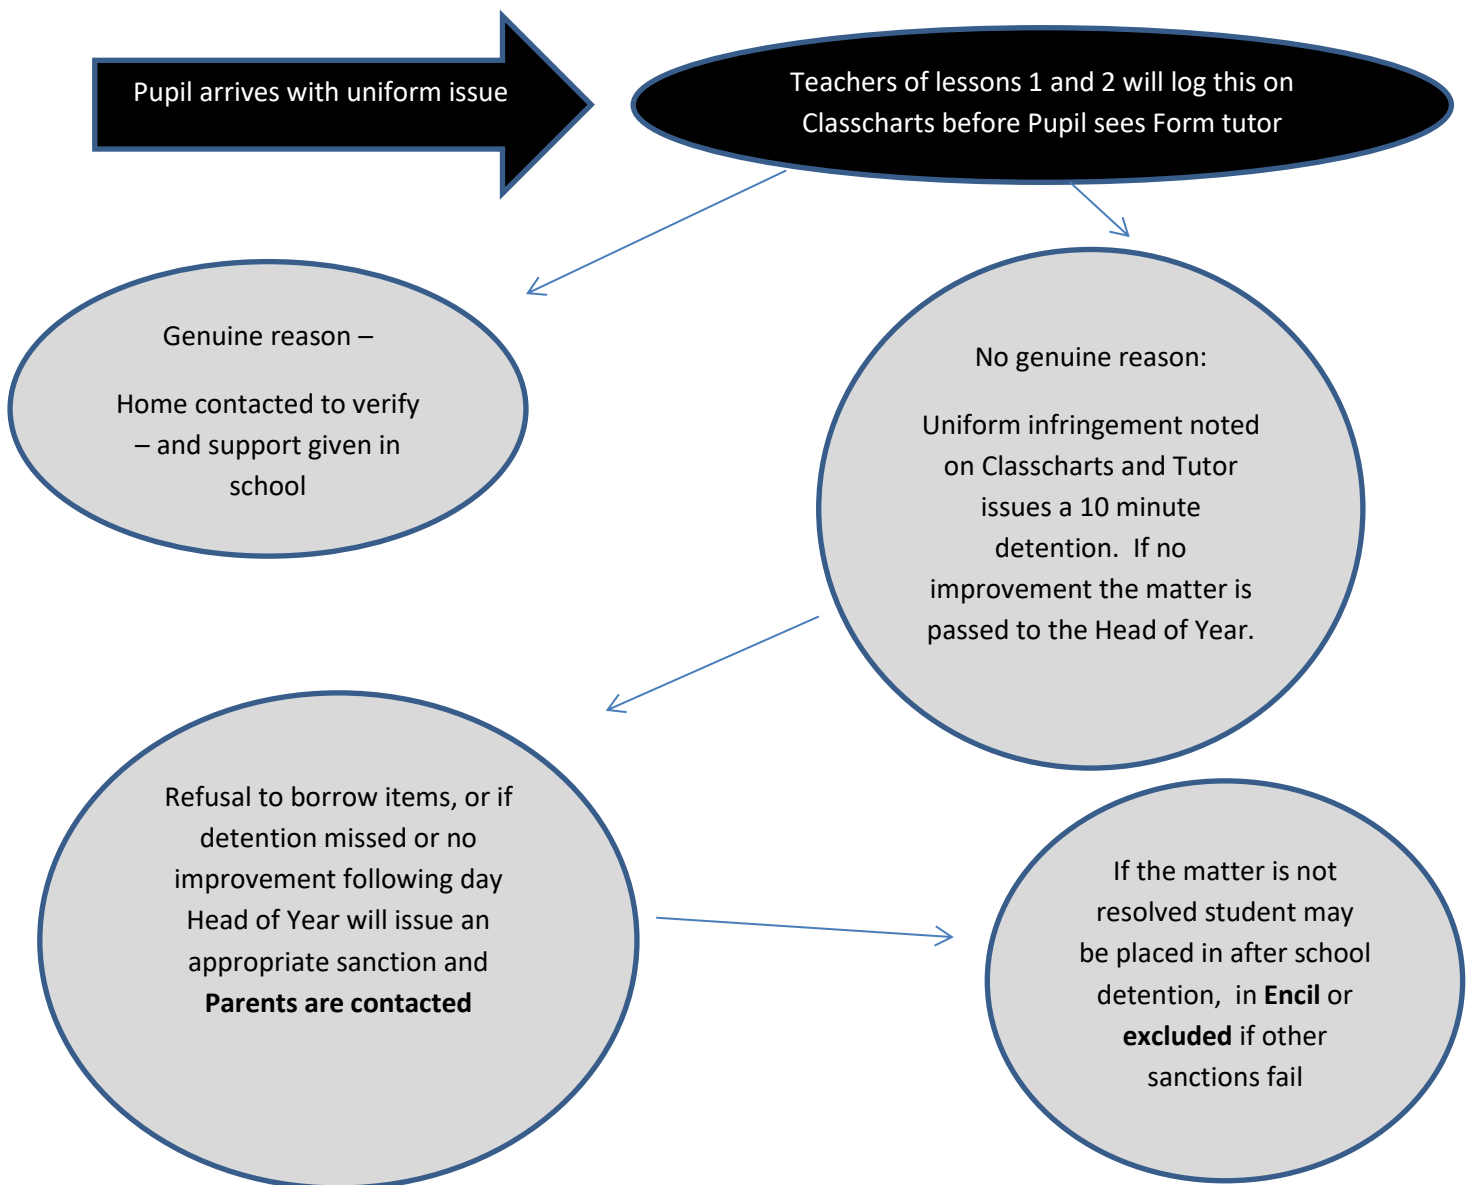 Pupil arrives with uniform issue
Teachers of lessons 1 and 2 will log this on
Classcharts before Pupil sees Form tutor
Genuine reason –
Home contacted to verify
– and support given in
school
No genuine reason:
Uniform infringement noted
on Classcharts and Tutor
issues a 10 minute
detention.  If no
improvement the matter is
passed to the Head of Year.
Refusal to borrow items, or if
detention missed or no
improvement following day
Head of Year will issue an
appropriate sanction and
Parents are contacted
If the matter is not
resolved student may
be placed in after school
detention,  in Encil or
excluded if other
sanctions fail